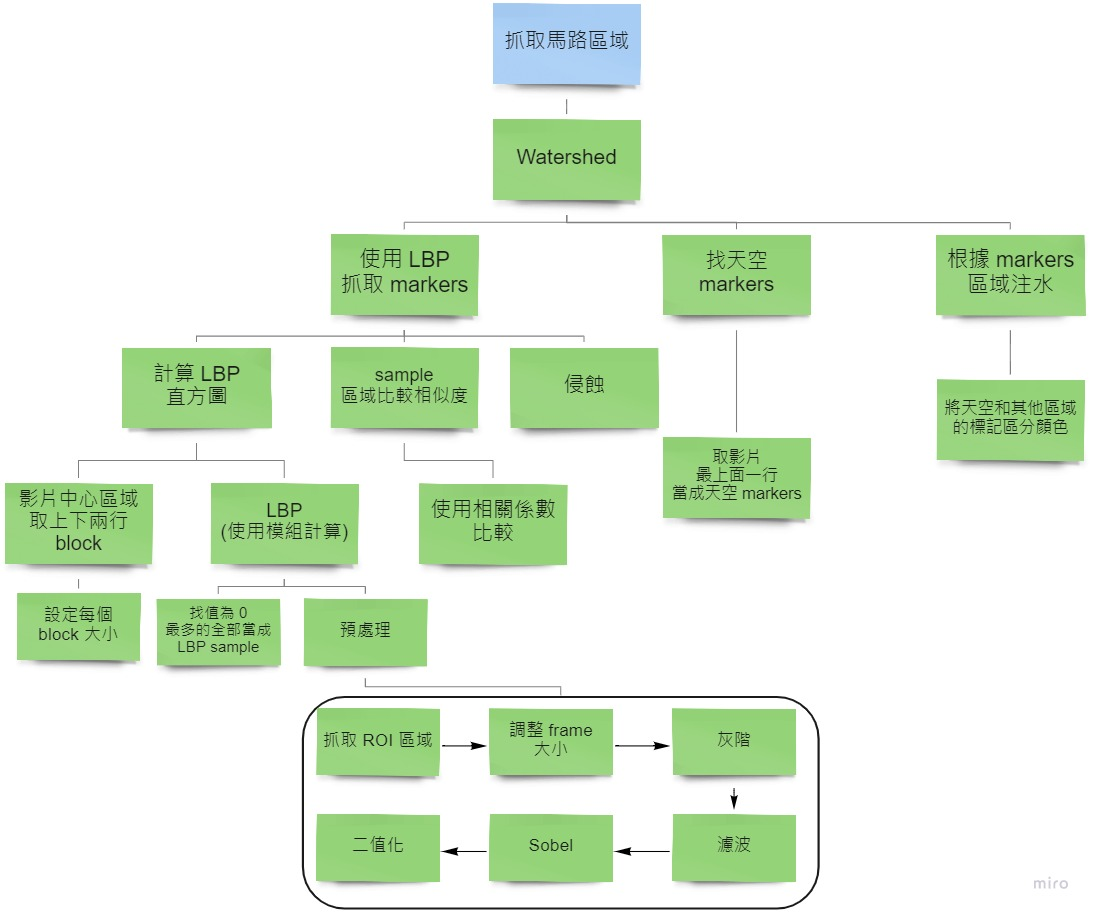 抓取馬路區域
Watershed
使用 LBP
抓取 markers
找天空
markers
根據 markers
區域注水
計算 LBP
直方圖
sample
區域比較相似度
侵蝕
將天空和其他區域
的標記區分顏色
取影片
最上面一行
當成天空 markers
影片中心區域
取上下兩行
block
LBP
(使用模組計算)
使用相關係數
比較
設定每個
block 大小
找值為 0
最多的全部當成
LBP sample
預處理
抓取 ROI 區域
調整 frame
大小
灰階
濾波
Sobel
二值化
miro